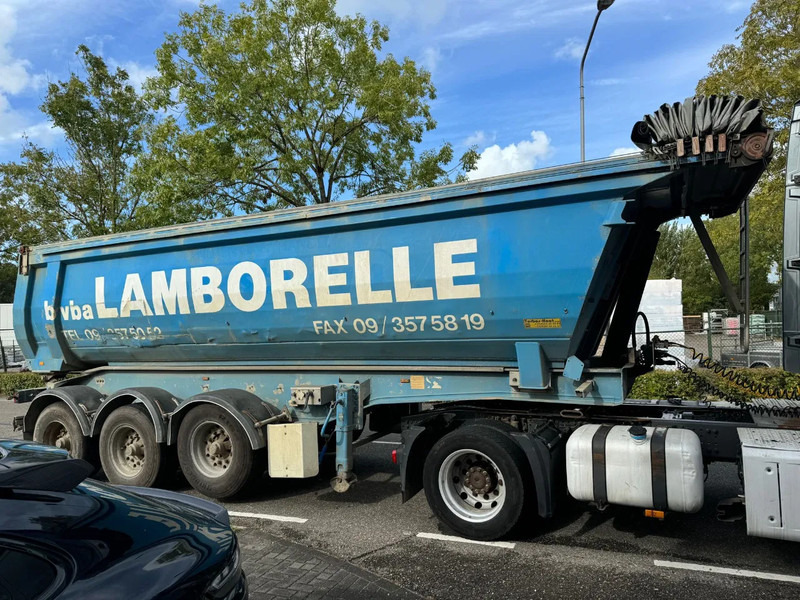 bvba LAMBORELLE
TEL 09/357 50 52
FAX 09/357 58 19